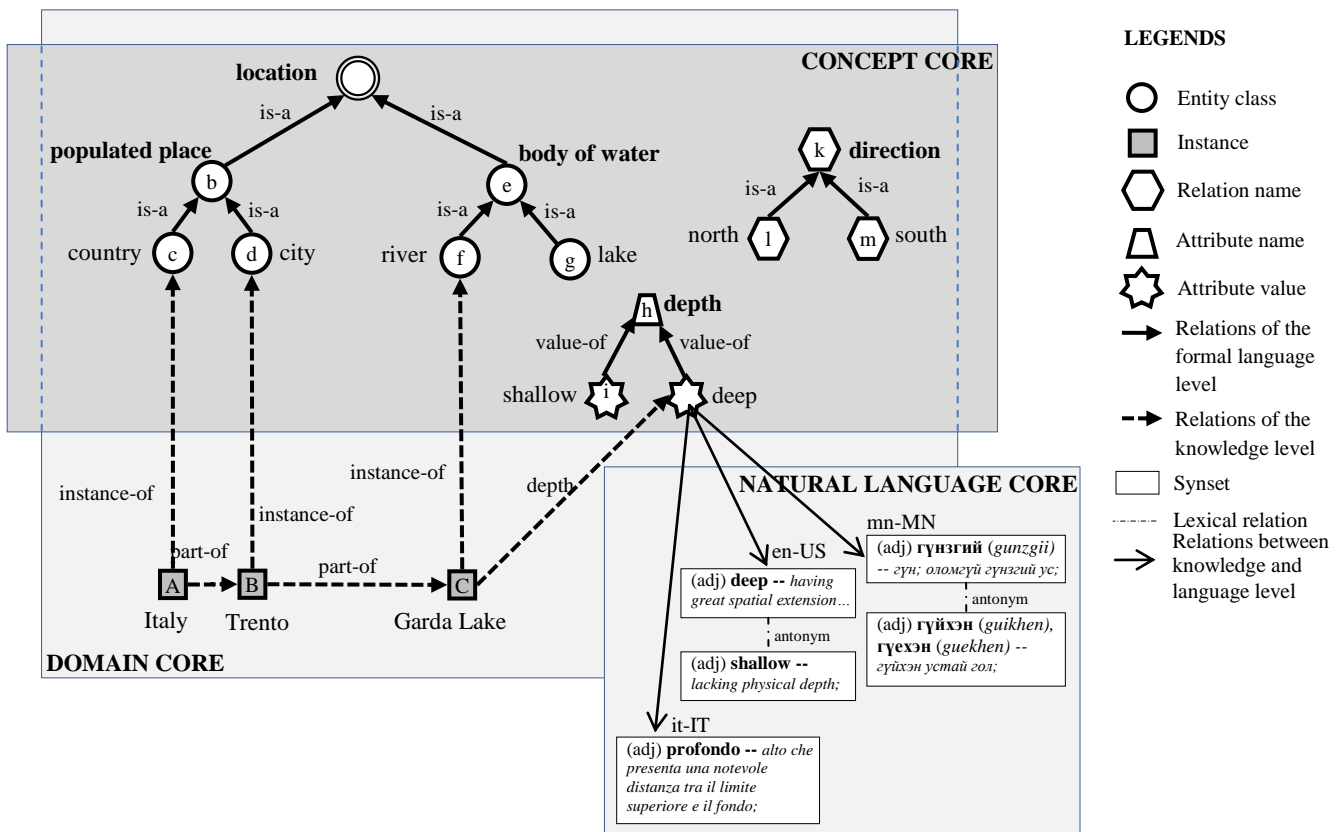 location
CONCEPT CORE
is-a
is-a
populated place
body of water
b
e
k
direction
is-a
is-a
is-a
is-a
is-a
is-a
country
c
d
city
river
f
g
lake
north
l
m
south
h
depth
value-of
value-of
shallow
i
deep
instance-of
instance-of
instance-of
depth
part-of
part-of
A
B
C
Italy
Trento
Garda Lake
DOMAIN CORE
NATURAL LANGUAGE CORE
mn-MN
(adj) гүнзгий (gunzgii)
-- гүн; оломгүй гүнзгий ус;
antonym
(adj) гүйхэн (guikhen),
гүехэн (guekhen) --
гүйхэн устай гол;
en-US
(adj) deep -- having
great spatial extension…
antonym
(adj) shallow --
lacking physical depth;
it-IT
(adj) profondo -- alto che
presenta una notevole
distanza tra il limite
superiore e il fondo;
LEGENDS
Entity class
Instance
Relation name
Attribute name
Attribute value
Relations of the
formal language
level
Relations of the
knowledge level
Synset
Lexical relation
Relations between
knowledge and
language level